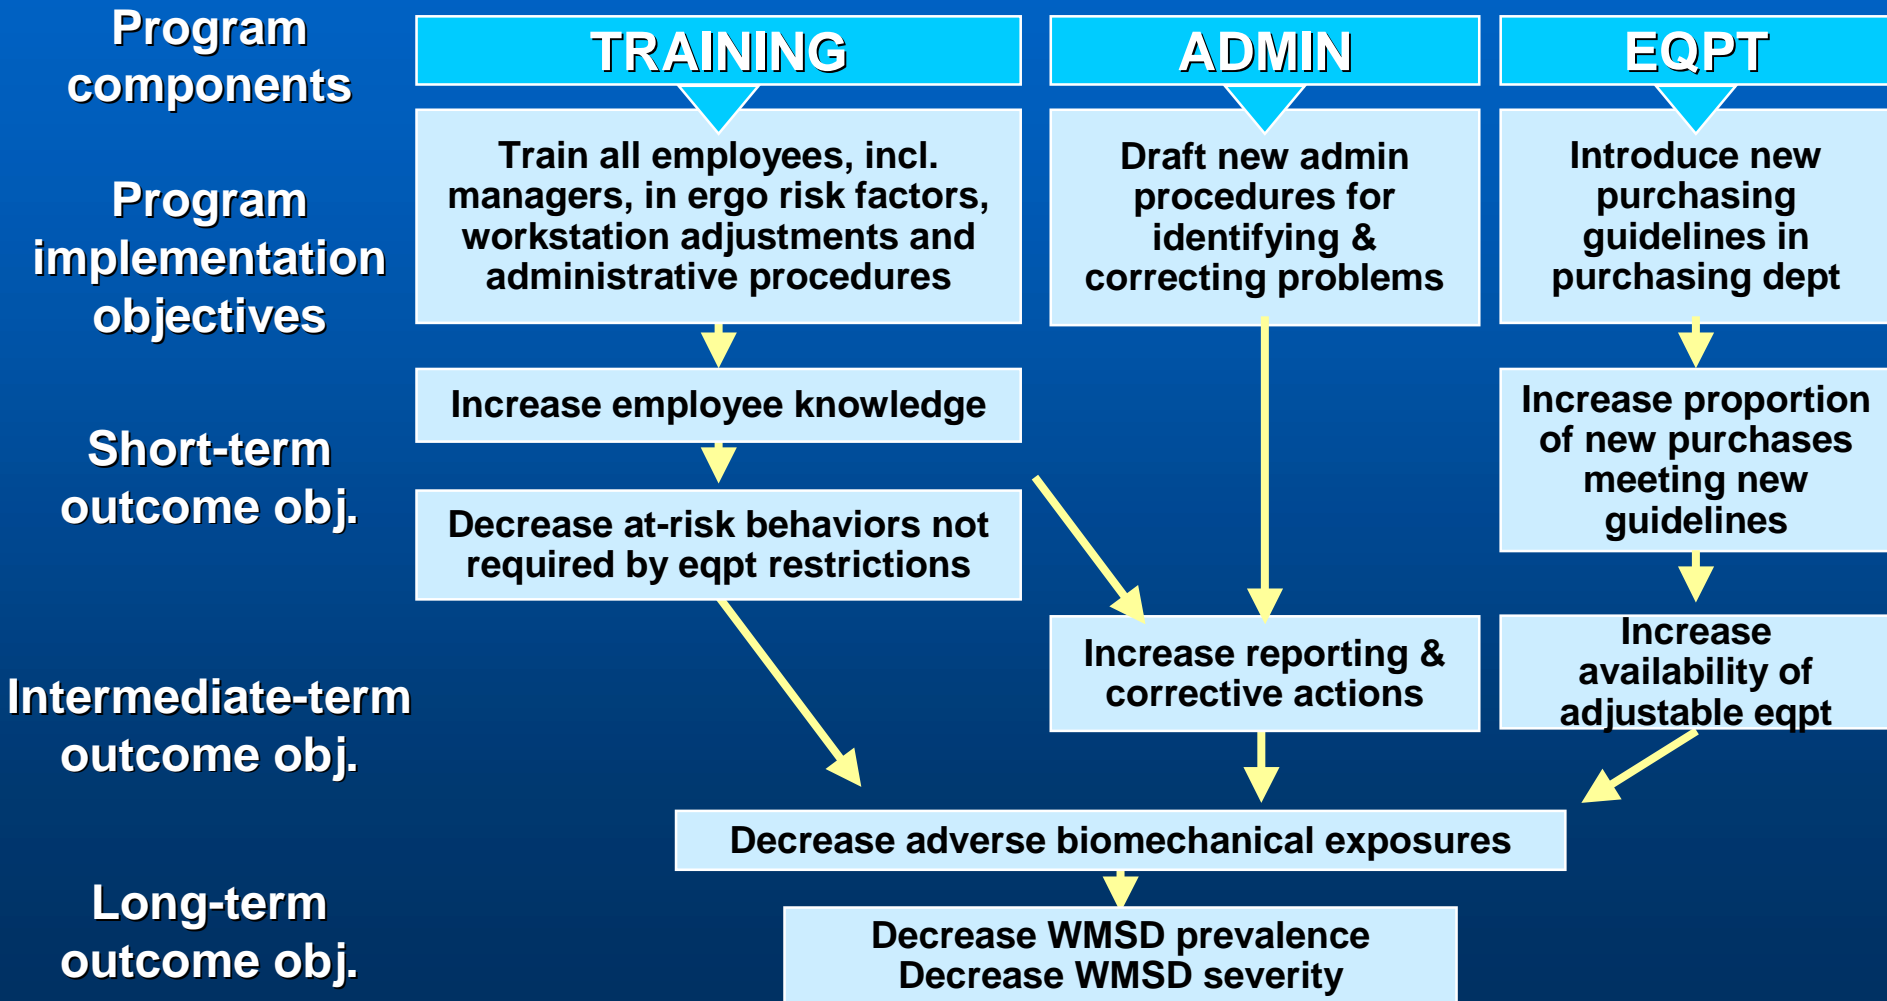 Program
components
TRAINING
ADMIN
EQPT
Program
implementation
objectives
Train all employees, incl.
managers, in ergo risk factors,
workstation adjustments and
administrative procedures
Draft new admin
procedures for
identifying &
correcting problems
Introduce new
purchasing
guidelines in
purchasing dept
Short-term
outcome obj.
Increase employee knowledge
Decrease at-risk behaviors not
required by eqpt restrictions
Increase proportion
of new purchases
meeting new
guidelines
Intermediate-term
outcome obj.
Increase reporting &
corrective actions
Increase
availability of
adjustable eqpt
Decrease adverse biomechanical exposures
Long-term
outcome obj.
Decrease WMSD prevalence
Decrease WMSD severity